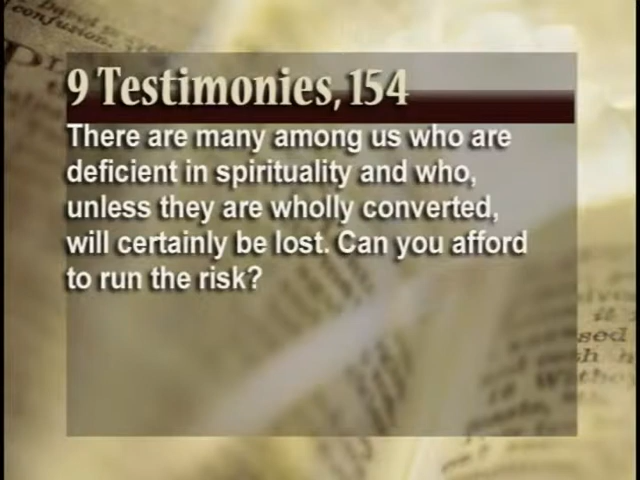 9 Testimonies, 154
There are many among us who are
deficient in spirituality and who,
unless they are wholly converted,
will certainly be lost. Can you afford
to run the risk?
confusion.